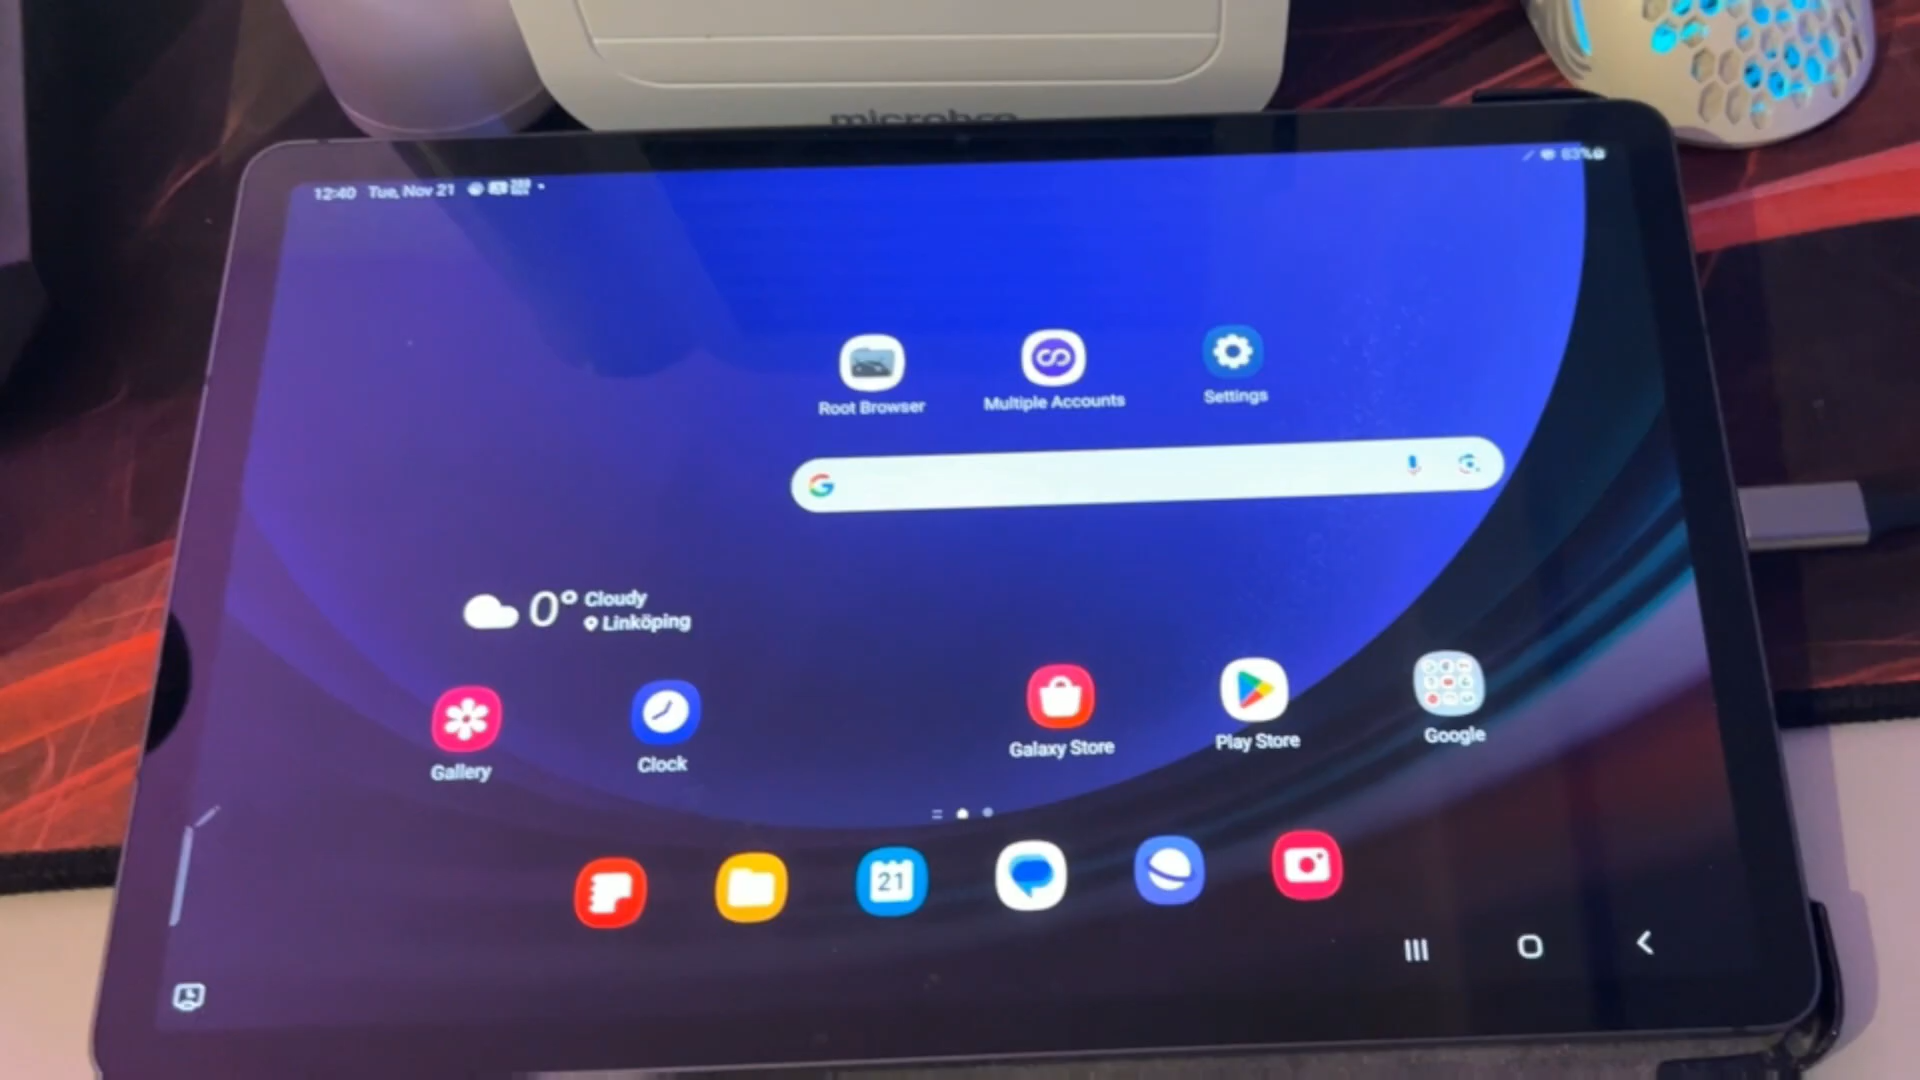 12:40 Tue, Nov 21
83%
Root Browser
Multiple Accounts
Settings
0° Cloudy
Linköping
Gallery
Clock
Galaxy Store
Play Store
Google
21